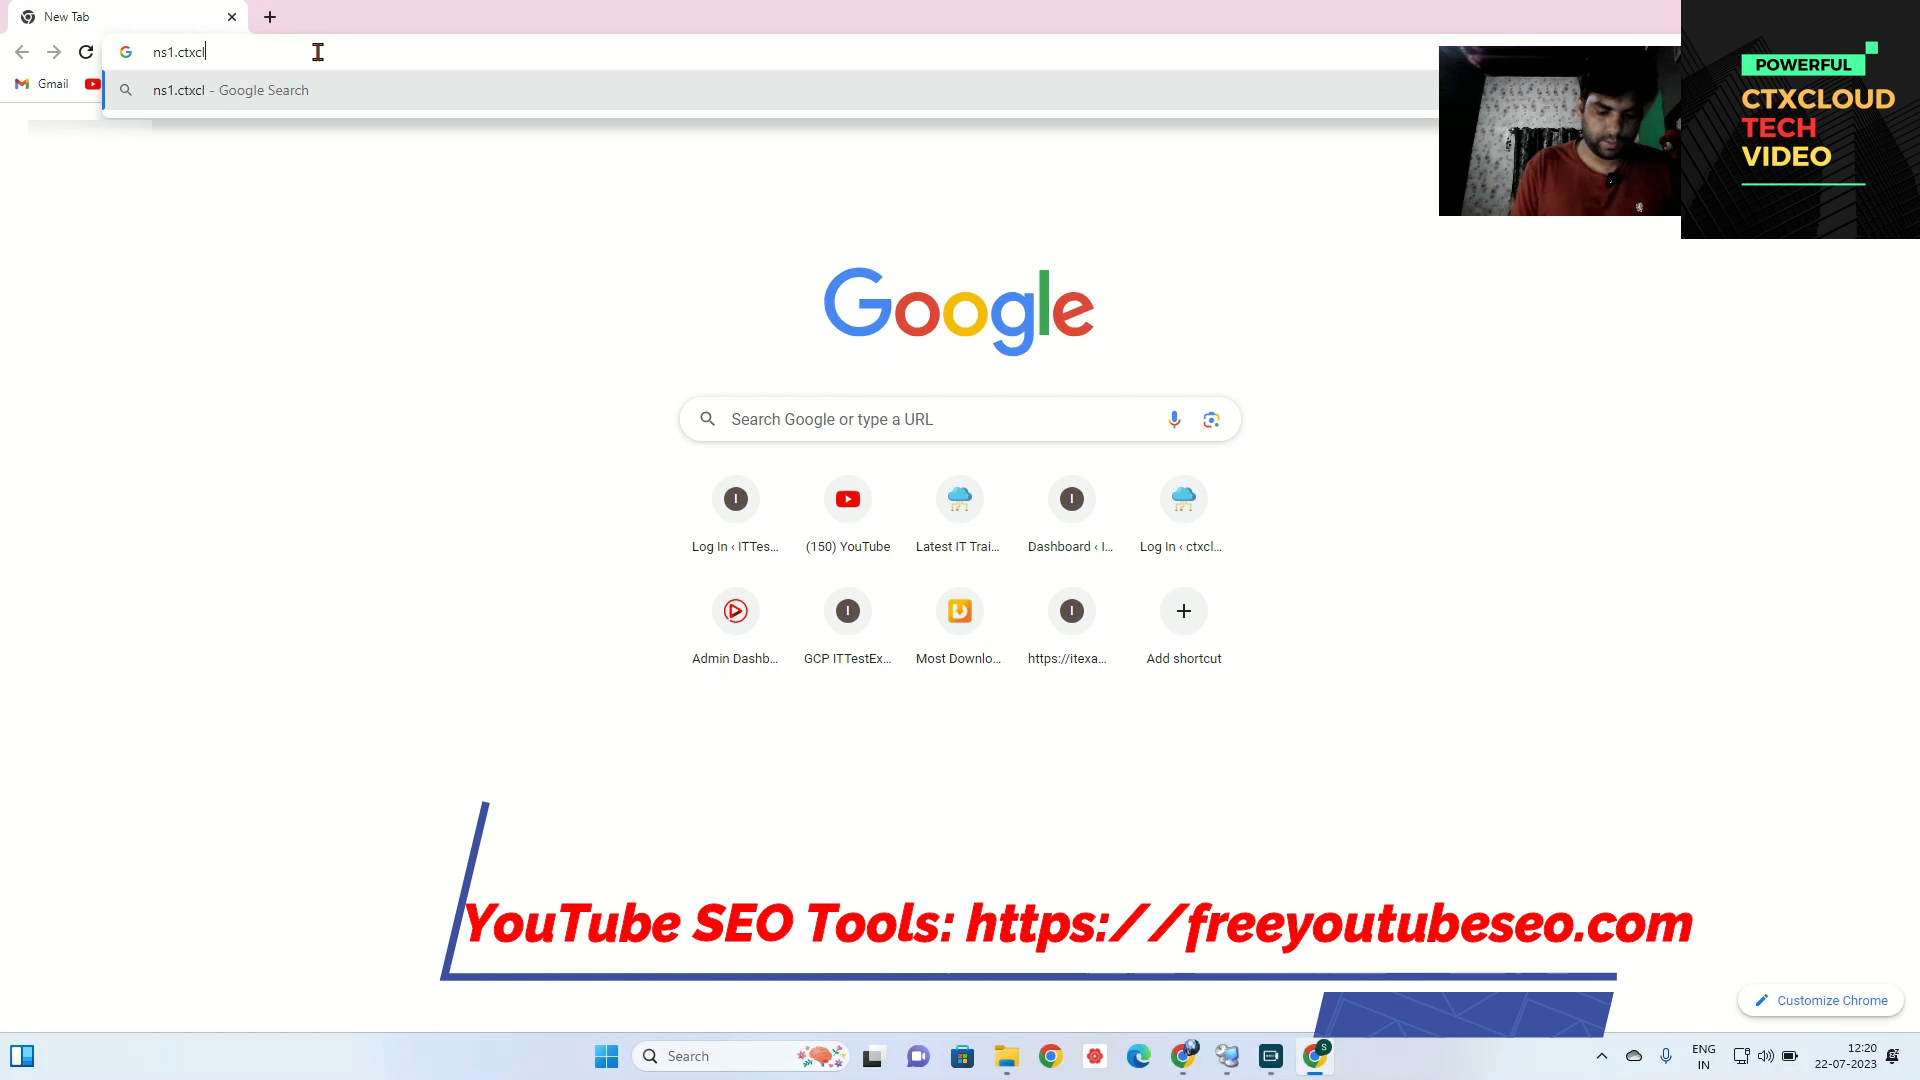 New Tab
ns1.ctxcl
Gmail
ns1.ctxcl - Google Search
POWERFUL
CTXCLOUD
TECH
VIDEO
Google
Search Google or type a URL
Log In ‹ ITTes...
(150) YouTube
Latest IT Trai...
Dashboard ‹ I...
Log In ‹ ctxcl...
Admin Dashb...
GCP ITTestEx...
Most Downlo...
https://itexa...
Add shortcut
YouTube SEO Tools: https://freeyoutubeseo.com
Customize Chrome
Search
ENG
IN
12:20
22-07-2023